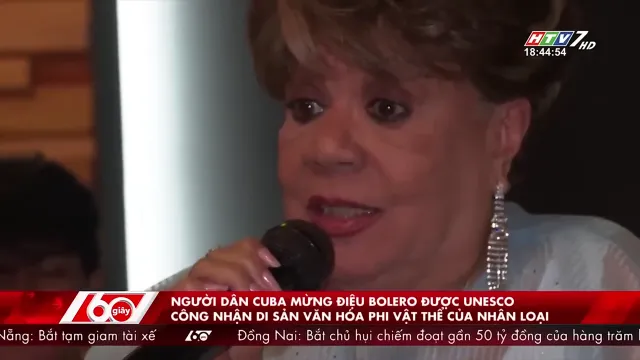 HTV7 HD
18:44:54
60 giây
NGƯỜI DÂN CUBA MỪNG ĐIỆU BOLERO ĐƯỢC UNESCO
CÔNG NHẬN DI SẢN VĂN HÓA PHI VẬT THỂ CỦA NHÂN LOẠI
Nẵng: Bắt tạm giam tài xế 60 Đồng Nai: Bắt chủ hụi chiếm đoạt gần 50 tỷ đồng của hàng trăm